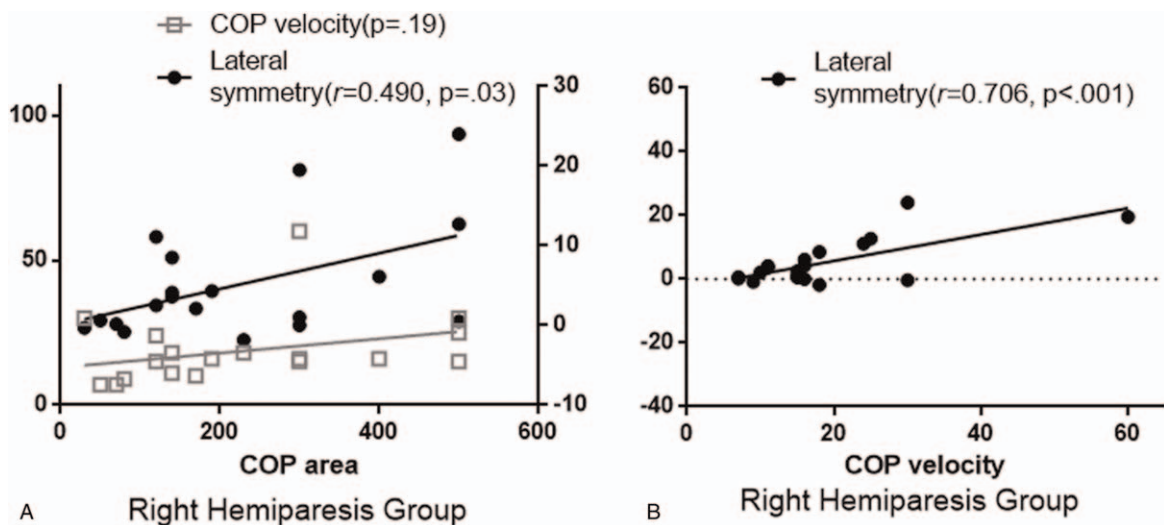 COP velocity(p=.19)
Lateral
symmetry(r=0.490, p=.03)
100
50
0
30
20
10
0
-10
0
200
400
600
COP area
A
Right Hemiparesis Group
Lateral
symmetry(r=0.706, p<.001)
60
40
20
0
-20
-40
0
20
40
60
COP velocity
B
Right Hemiparesis Group